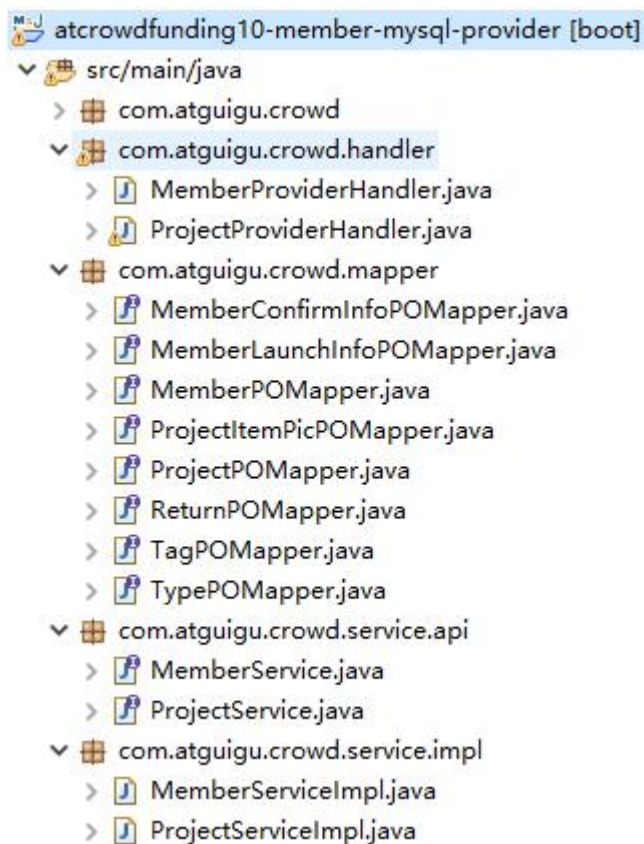 atcrowdfunding10-member-mysql-provider [boot]
src/main/java
com.atguigu.crowd
com.atguigu.crowd.handler
MemberProviderHandler.java
ProjectProviderHandler.java
com.atguigu.crowd.mapper
MemberConfirmInfoPOMapper.java
MemberLaunchInfoPOMapper.java
MemberPOMapper.java
ProjectItemPicPOMapper.java
ProjectPOMapper.java
ReturnPOMapper.java
TagPOMapper.java
TypePOMapper.java
com.atguigu.crowd.service.api
MemberService.java
ProjectService.java
com.atguigu.crowd.service.impl
MemberServiceImpl.java
ProjectServiceImpl.java